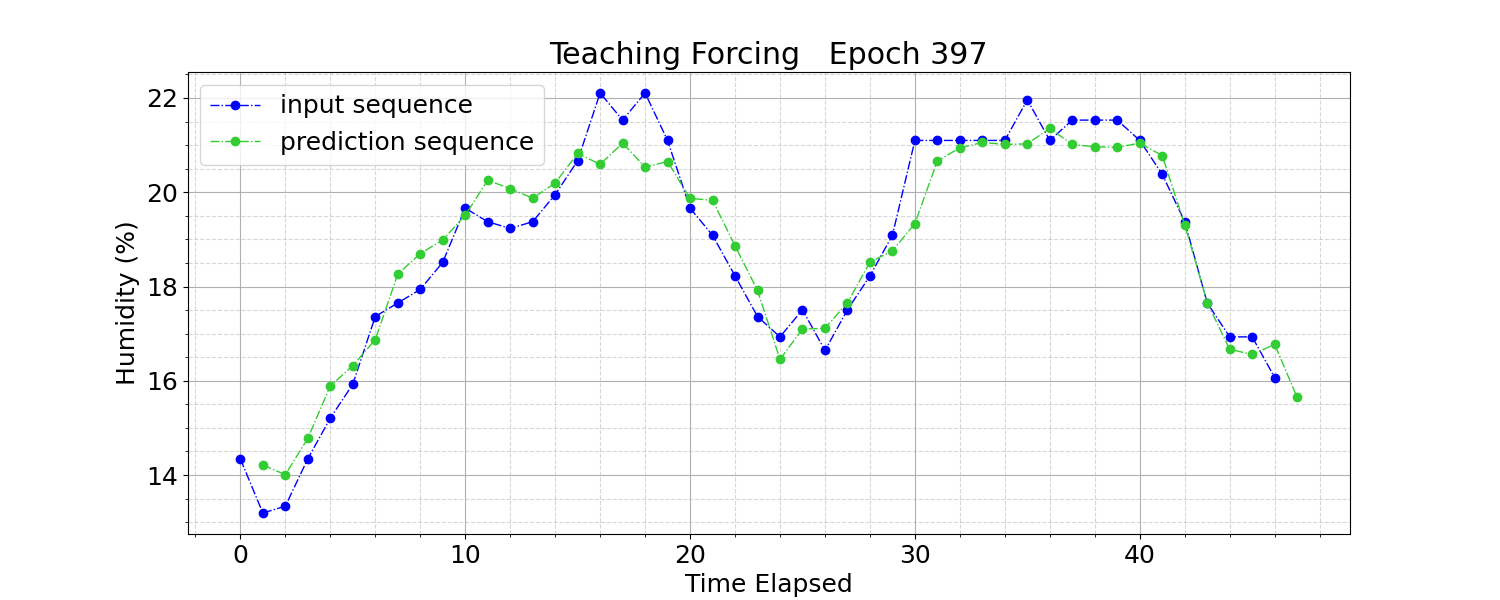 Teaching Forcing   Epoch 397
input sequence
prediction sequence
Humidity (%)
22
20
18
16
14
0 10 20 30 40
Time Elapsed